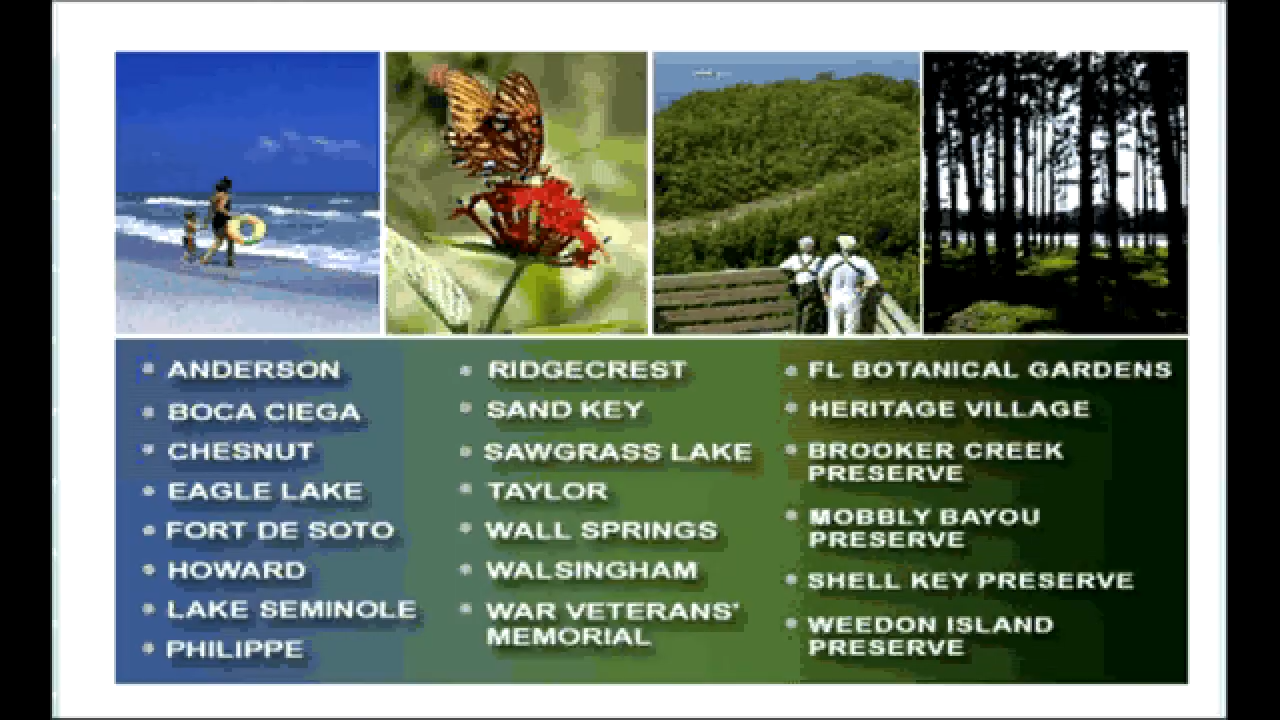 ANDERSON
BOCA CIEGA
CHESNUT
EAGLE LAKE
FORT DE SOTO
HOWARD
LAKE SEMINOLE
PHILIPPE
RIDGECREST
SAND KEY
SAWGRASS LAKE
TAYLOR
WALL SPRINGS
WALSINGHAM
WAR VETERANS'
MEMORIAL
FL BOTANICAL GARDENS
HERITAGE VILLAGE
BROOKER CREEK
PRESERVE
MOBBLY BAYOU
PRESERVE
SHELL KEY PRESERVE
WEEDON ISLAND
PRESERVE